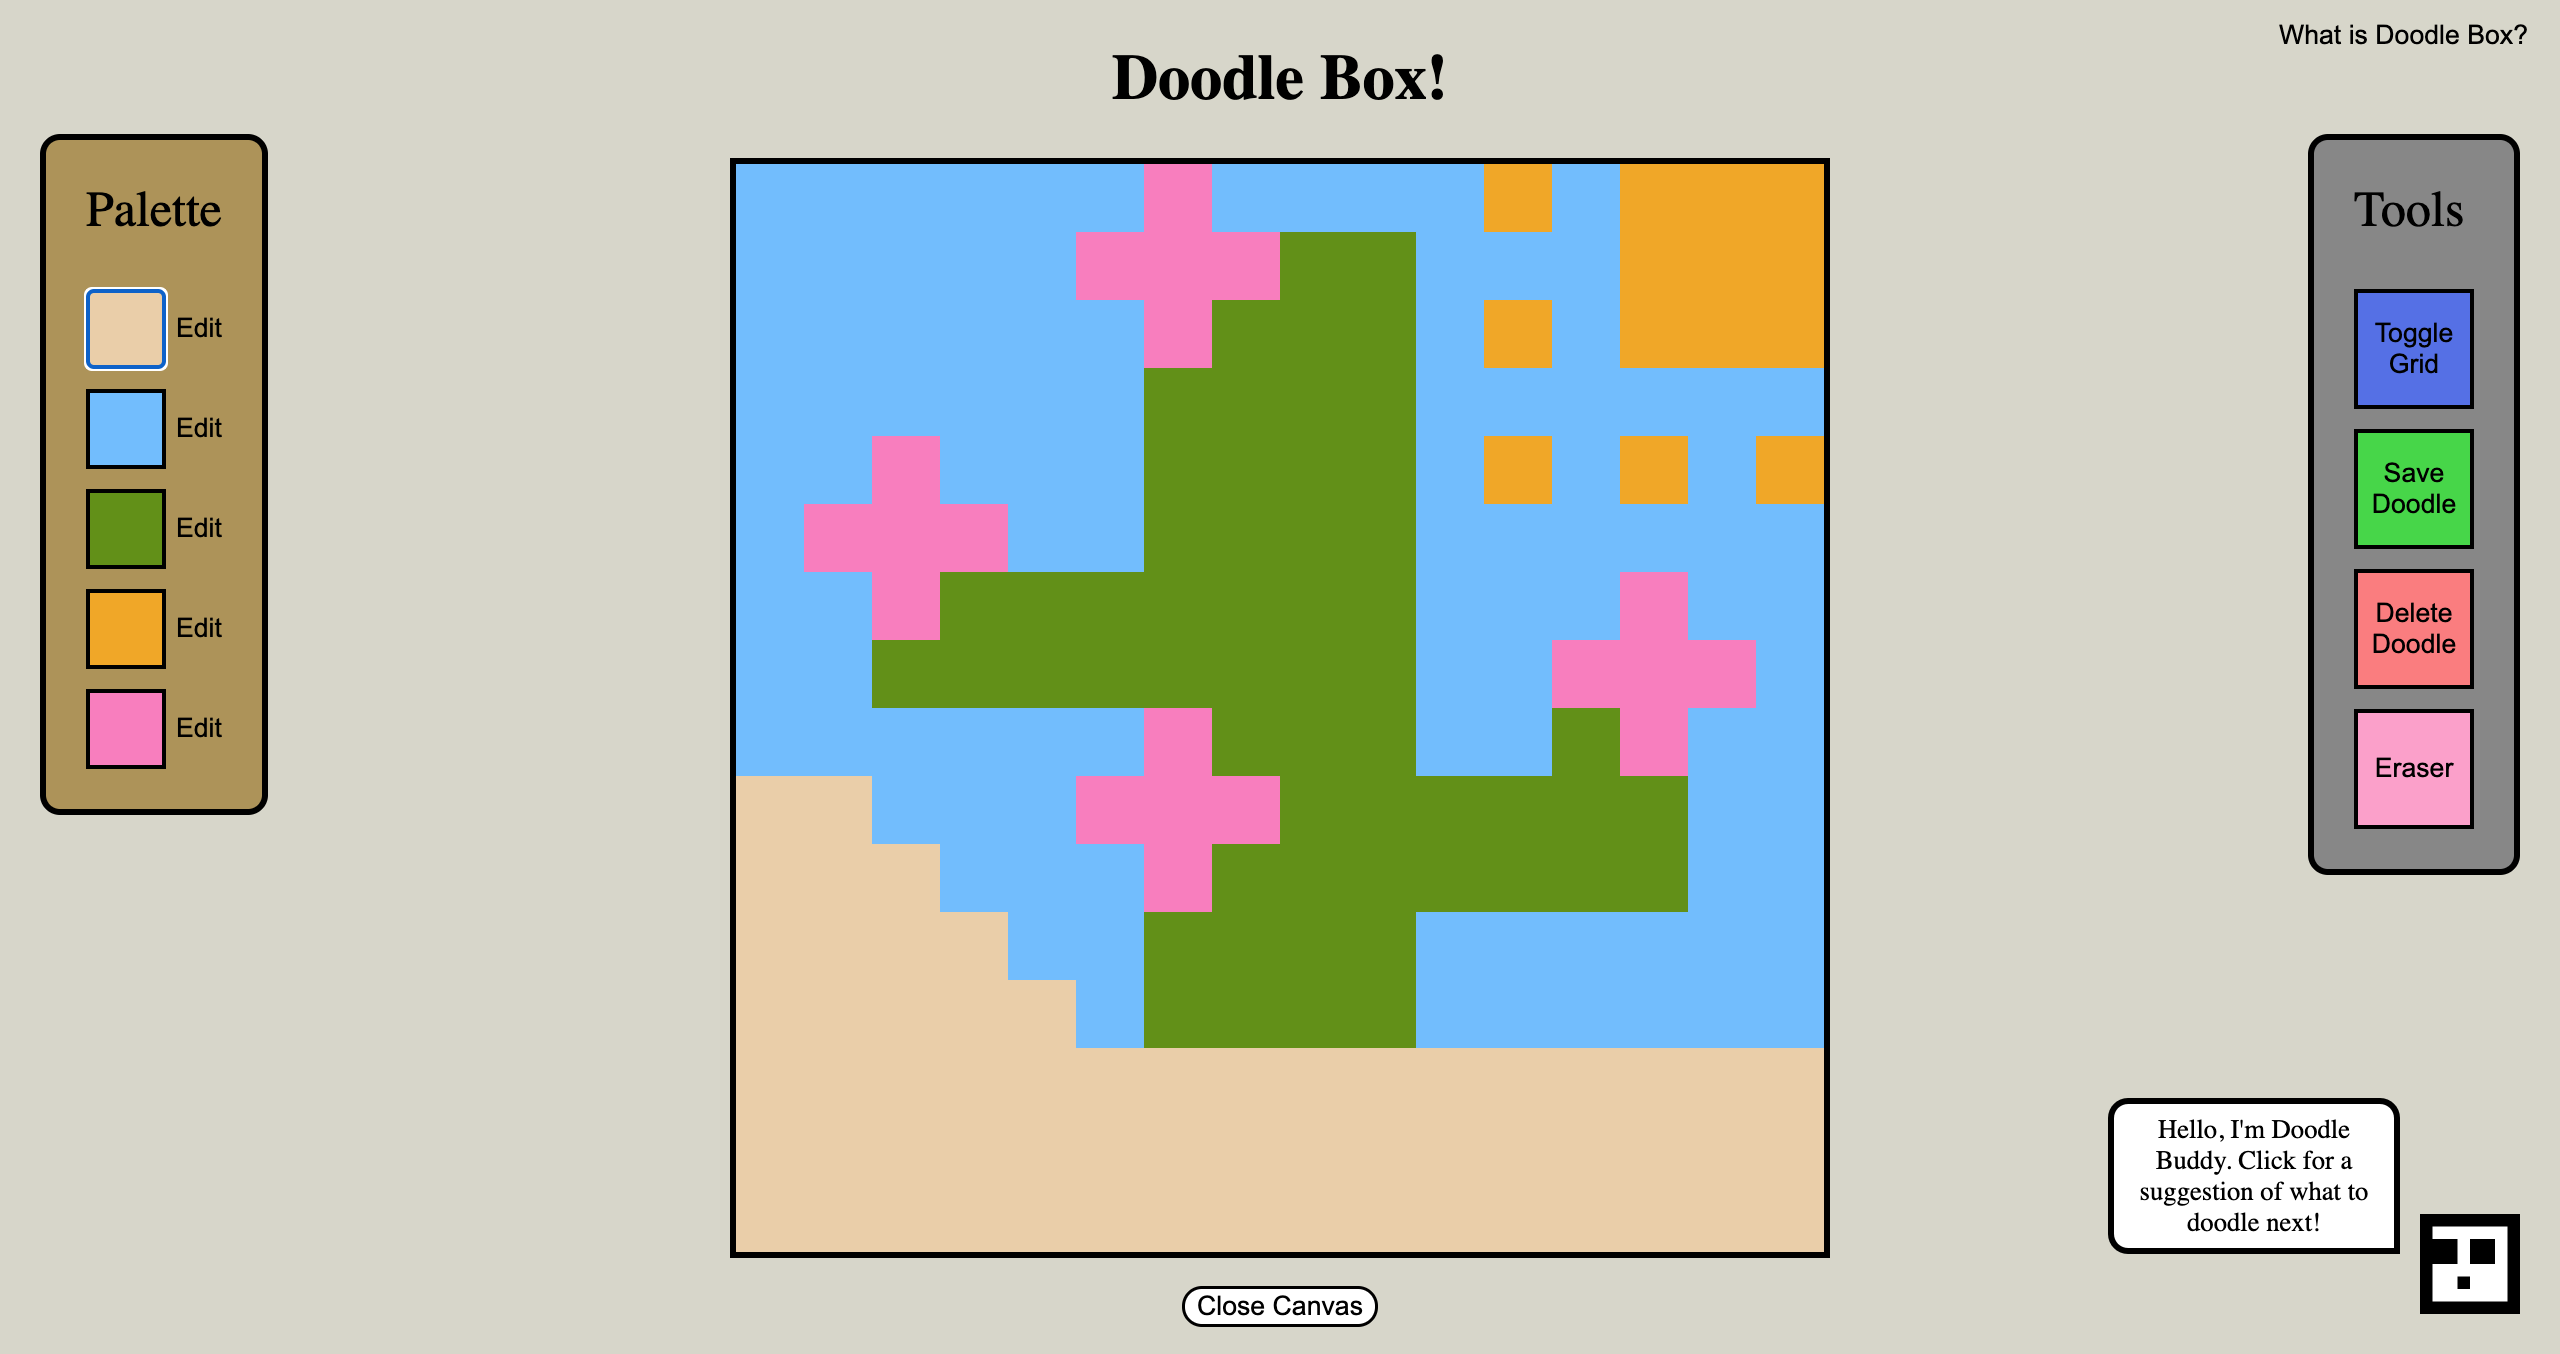 What is Doodle Box?
Doodle Box!
Palette
Edit
Edit
Edit
Edit
Edit
Tools
Toggle
Grid
Save
Doodle
Delete
Doodle
Eraser
Hello, I'm Doodle
Buddy. Click for a
suggestion of what to
doodle next!
Close Canvas